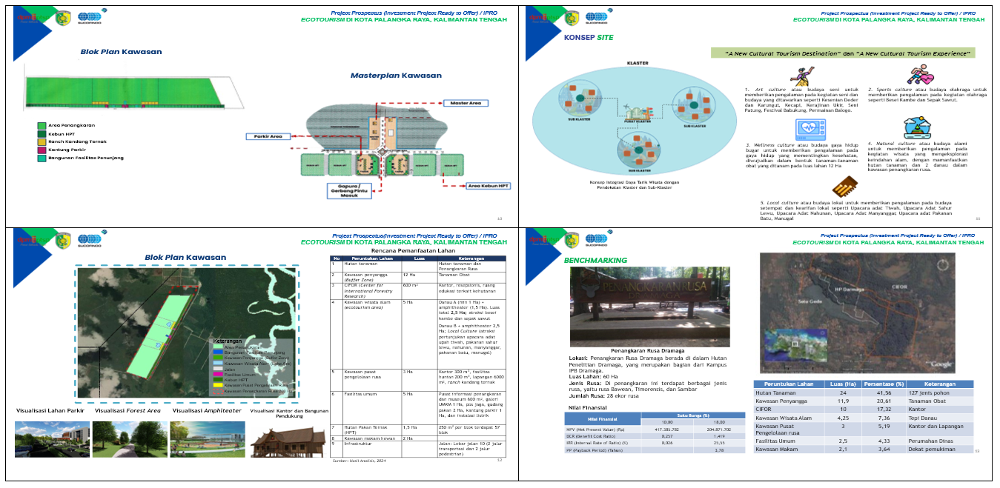 Project Prospectus (Investment Project Ready to Offer) / IPRO
ECOTOURISM DI KOTA PALANGKA RAYA, KALIMANTAN TENGAH
SUCOFINDO
Blok Plan Kawasan
Masterplan Kawasan
Master Area
Parkir Area
Gapura /
Gerbang Pintu
Masuk
Area Kebun HPT
Area Penangkaran
Kebun HPT
Ranch Kandang Ternak
Kantung Parkir
Bangunan Fasilitas Penunjang
10
Project Prospectus (Investment Project Ready to Offer) / IPRO
ECOTOURISM DI KOTA PALANGKA RAYA, KALIMANTAN TENGAH
SUCOFINDO
KONSEP SITE
“A New Cultural Tourism Destination” dan “A New Cultural Tourism Experience”
KLASTER
SUB-KLASTER
PUSAT KLASTER
SUB-KLASTER
SUB-KLASTER
Konsep Integrasi Daya Tarik Wisata dengan
Pendekatan Klaster dan Sub-Klaster
1. Art culture atau budaya seni untuk
memberikan pengalaman pada kegiatan seni dan
budaya yang ditawarkan seperti Kesenian Deder
dan Karungut, Kecapi, Kerajinan Ukir, Seni
Patung, Festival Babukung, Permainan Balogo.
2. Sports culture atau budaya olahraga untuk
memberikan pengalaman pada kegiatan olahraga
seperti Besei Kambe dan Sepak Sawut.
3. Wellness culture atau budaya gaya hidup
bugar untuk memberikan pengalaman pada
gaya hidup yang mementingkan kesehatan,
diwujudkan dalam bentuk tanaman-tanaman
obat yang ditanam pada luas lahan 12 Ha
4. Natural culture atau budaya alami
untuk memberikan pengalaman pada
kegiatan wisata yang mengeksplorasi
keindahan alam, dengan mamanfaatkan
hutan tanaman dan 2 danau dalam
kawasan penangkaran rusa.
5. Local culture atau budaya lokal untuk memberikan pengalaman pada budaya
setempat dan kearifan lokal seperti Upacara adat Tiwah, Upacara Adat Sahur
Lewu, Upacara Adat Nahunan, Upacara Adat Manyanggar, Upacara adat Pakanan
Batu, Manugal
11
Project Prospectus(Investment Project Ready to Offer) / IPRO
ECOTOURISM DI KOTA PALANGKA RAYA, KALIMANTAN TENGAH
SUCOFINDO
Blok Plan Kawasan
Keterangan
Area Penangkaran
Bangunan Fasilitas Penunjang
Kawasan Penyangga (Buffer Zone)
Jalan
Fasilitas Umum
Kebun HPT
Kawasan Pusat Pengelolaan Rusa
Visualisasi Lahan Parkir
Visualisasi Forest Area
Visualisasi Amphiteater
Visualisasi Kantor dan Bangunan
Pendukung
Rencana Pemanfaatan Lahan
No Peruntukan Lahan Luas Keterangan
1 Hutan tanaman Hutan tanaman dan
Penangkaran Rusa
2 Kawasan penyangga 12 Ha Tanaman Obat
(Buffer Zone)
3 CIFOR (Center for 600 m² Kantor, resepsionis, ruang
International Forestry edukasi terkait kehutanan
Research)
4 Kawasan wisata alam 5 Ha Danau A (min 1 Ha) +
(ecotourism area) amphitheater (1,5 Ha). Luas
total 2,5 Ha; atraksi besei
kambe dan sepak sawut
Danau B + amphitheater 2,5
Ha; Local Culture (atraksi
pertunjukan upacara adat
upah tiwah, pakanan sahur
lewu, nahunan, manyanggar,
pakanan batu, manugal)
5 Kawasan pusat 3 Ha Kantor 300 m², fasilitas
pengelolaan rusa hunian 200 m², lapangan 6000
m², ranch kandang ternak
6 Fasilitas umum 5 Ha Pusat informasi penangkaran
dan museum 600 m², galeri
UMKM 1 Ha, pos jaga, gudang
pakan 2 Ha, kantung parkir 1
Ha, dan instalasi listrik
7 Hutan Pakan Ternak 1,5 Ha 250 m² per blok terdapat 57
(HPT) blok
8 Kawasan makam hewan 2 Ha
9 Infrastruktur Jalan: Lebar jalan 10 (2 jalur
transportasi dan 2 jalur
pedestrian)
Sumber: Hasil Analisis, 2024
12
Project Prospectus (Investment Project Ready to Offer) / IPRO
ECOTOURISM DI KOTA PALANGKA RAYA, KALIMANTAN TENGAH
SUCOFINDO
BENCHMARKING
PENANGKARAN RUSA
Penangkaran Rusa Dramaga
Lokasi: Penangkaran Rusa Dramaga berada di dalam Hutan
Penelitian Dramaga, yang merupakan bagian dari Kampus
IPB Dramaga.
Luas Lahan: 60 Ha
Jenis Rusa: Di penangkaran ini terdapat berbagai jenis
rusa, yaitu rusa Bawean, Timorensis, dan Sambar
Jumlah Rusa: 28 ekor rusa
Nilai Finansial
Nilai Finansial Suku Bunga (%)
10,00 18,00
NPV (Net Present Value) (Rp) 417.385.702 204.871.702
BCR (Benefit Cost Ratio) 0,257 1,419
IRR (Internal Rate of Ratio) (%) 0,026 25,55
PP (Payback Period) (Tahun) 3,78
CIFOR
HP Darmaga
Setu Gede
Google
Peruntukan Lahan Luas (Ha) Persentase (%) Keterangan
Hutan Tanaman 24 41,56 127 jenis pohon
Kawasan Penyangga 11,9 20,61 Tanaman Obat
CIFOR 10 17,32 Kantor
Kawasan Wisata Alam 4,25 7,36 Tepi Danau
Kawasan Pusat 3 5,19 Kantor dan Lapangan
Pengelolaan rusa
Fasilitas Umum 2,5 4,33 Perumahan Dinas
Kawasan Makam 2,1 3,64 Dekat pemukiman
13